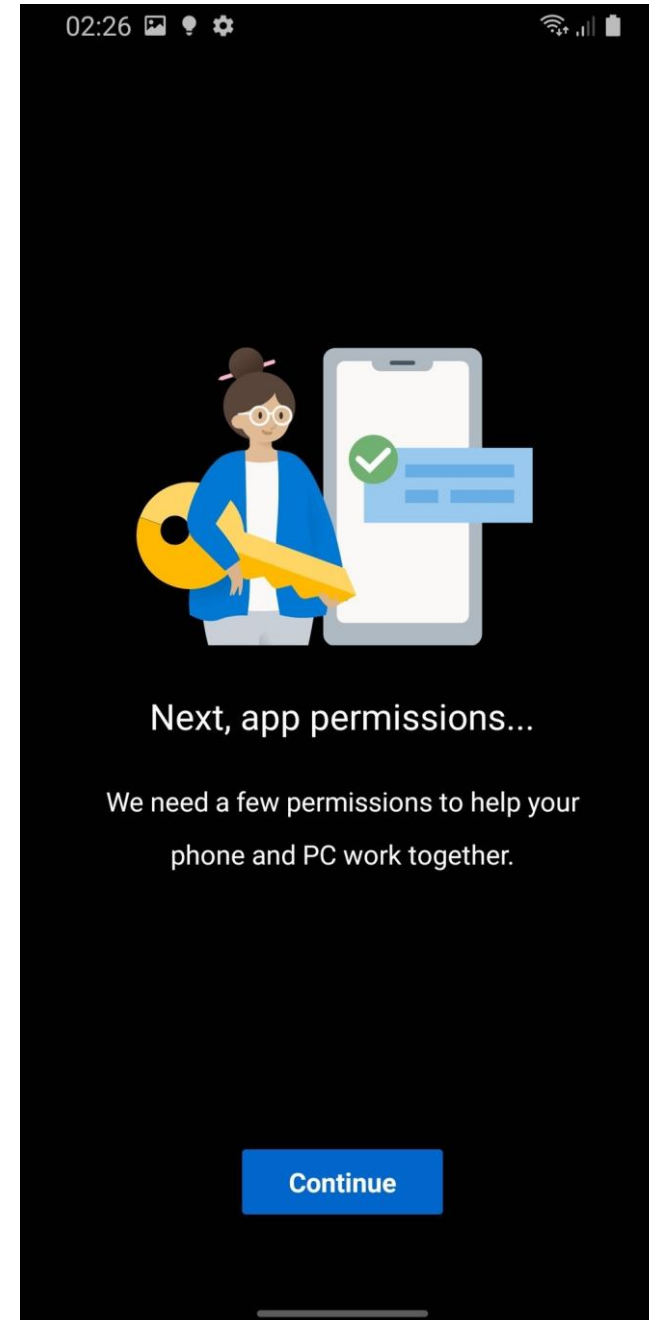 02:26
Next, app permissions...
We need a few permissions to help your
phone and PC work together.
Continue